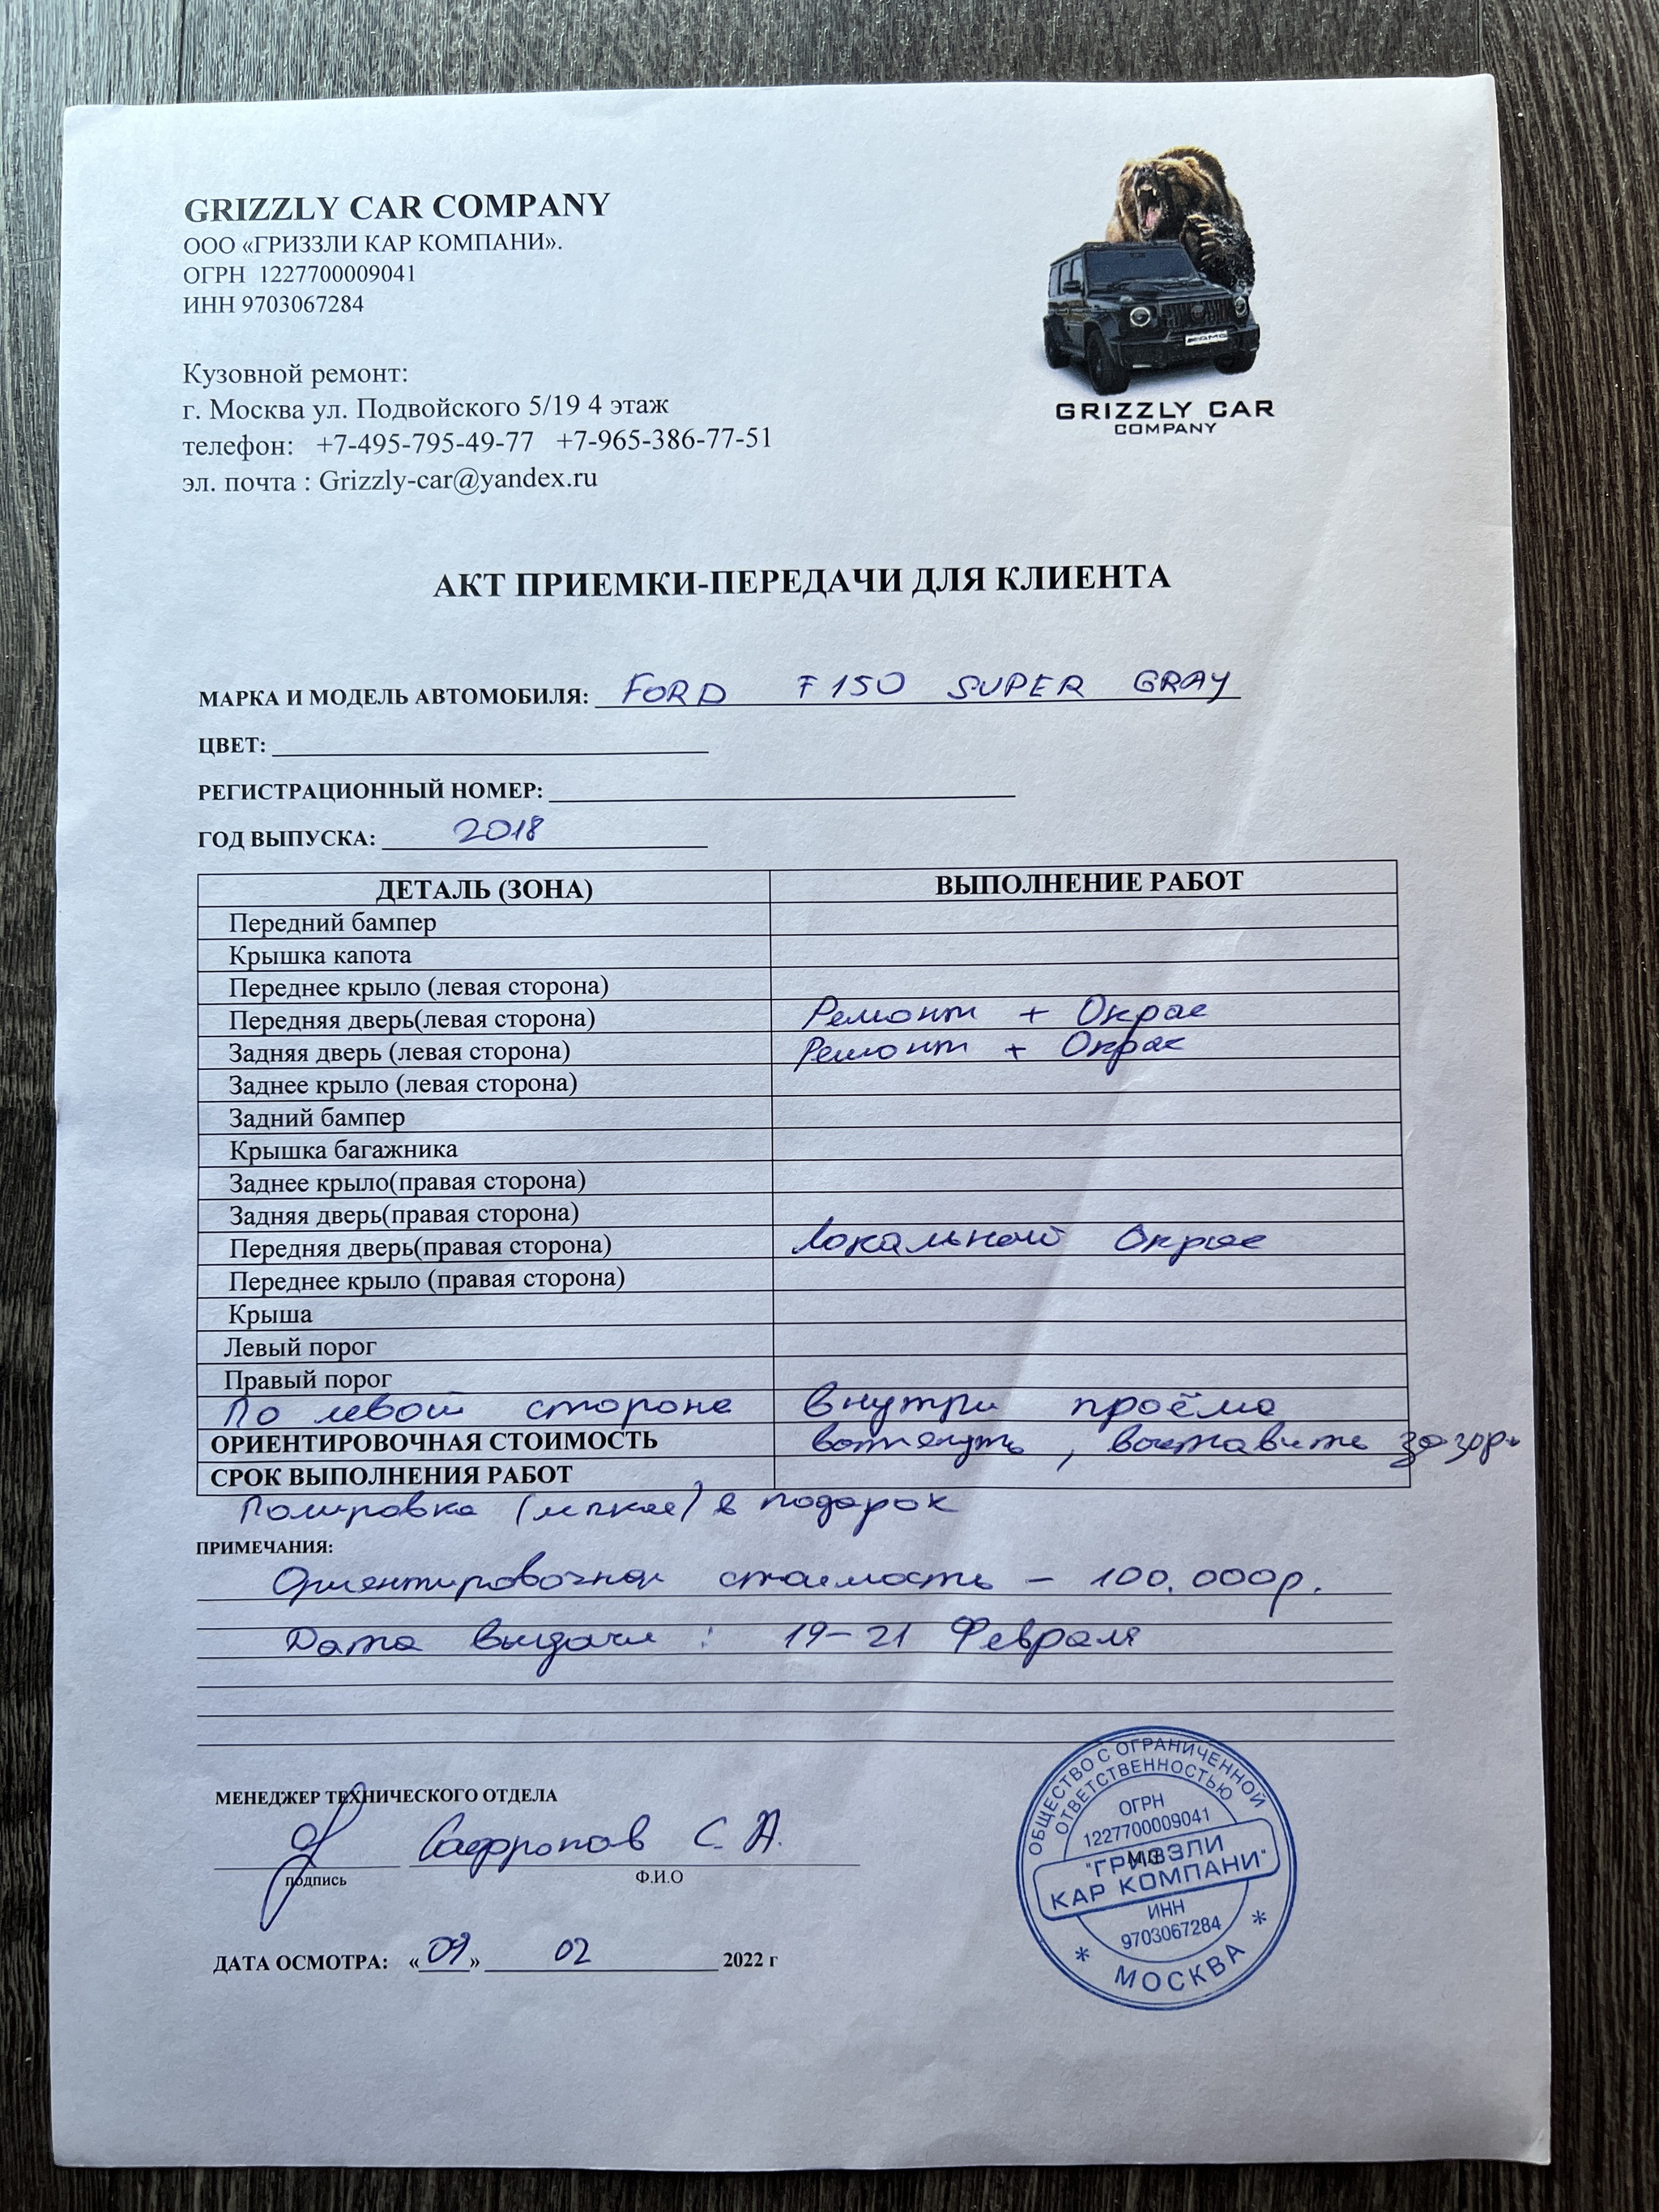 GRIZZLY CAR COMPANY
ООО «ГРИЗЗЛИ КАР КОМПАНИ».
ОГРН 1227700009041
ИНН 9703067284
Кузовной ремонт:
г. Москва ул. Подвойского 5/19 4 этаж
телефон: +7-495-795-49-77 +7-965-386-77-51
эл. почта : Grizzly-car@yandex.ru
AMG
GRIZZLY CAR
COMPANY
АКТ ПРИЕМКИ-ПЕРЕДАЧИ ДЛЯ КЛИЕНТА
МАРКА И МОДЕЛЬ АВТОМОБИЛЯ: FORD F150 SUPER GRAY
ЦВЕТ:
РЕГИСТРАЦИОННЫЙ НОМЕР:
ГОД ВЫПУСКА: 2018
ДЕТАЛЬ (ЗОНА) ВЫПОЛНЕНИЕ РАБОТ
Передний бампер
Крышка капота
Переднее крыло (левая сторона)
Передняя дверь(левая сторона) Ремонт + Окрас
Задняя дверь (левая сторона) Ремонт + Окрас
Заднее крыло (левая сторона)
Задний бампер
Крышка багажника
Заднее крыло(правая сторона)
Задняя дверь(правая сторона)
Передняя дверь(правая сторона) Локальный Окрас
Переднее крыло (правая сторона)
Крыша
Левый порог
Правый порог
По левой стороне внутри проёма
ОРИЕНТИРОВОЧНАЯ СТОИМОСТЬ вытянуть, выставить зазоры
СРОК ВЫПОЛНЕНИЯ РАБОТ
Полировка (мягкая) в подарок
ПРИМЕЧАНИЯ:
Ориентировочная стоимость – 100.000р.
Дата выдачи : 19-21 Февраля
МЕНЕДЖЕР ТЕХНИЧЕСКОГО ОТДЕЛА
Сафронов С. А.
подпись Ф.И.О
ДАТА ОСМОТРА: «09» 02 2022 г
ОБЩЕСТВО С ОГРАНИЧЕННОЙ
ОТВЕТСТВЕННОСТЬЮ
ОГРН
1227700009041
"ГРИЗЗЛИ
КАР КОМПАНИ"
ИНН
9703067284
* МОСКВА *